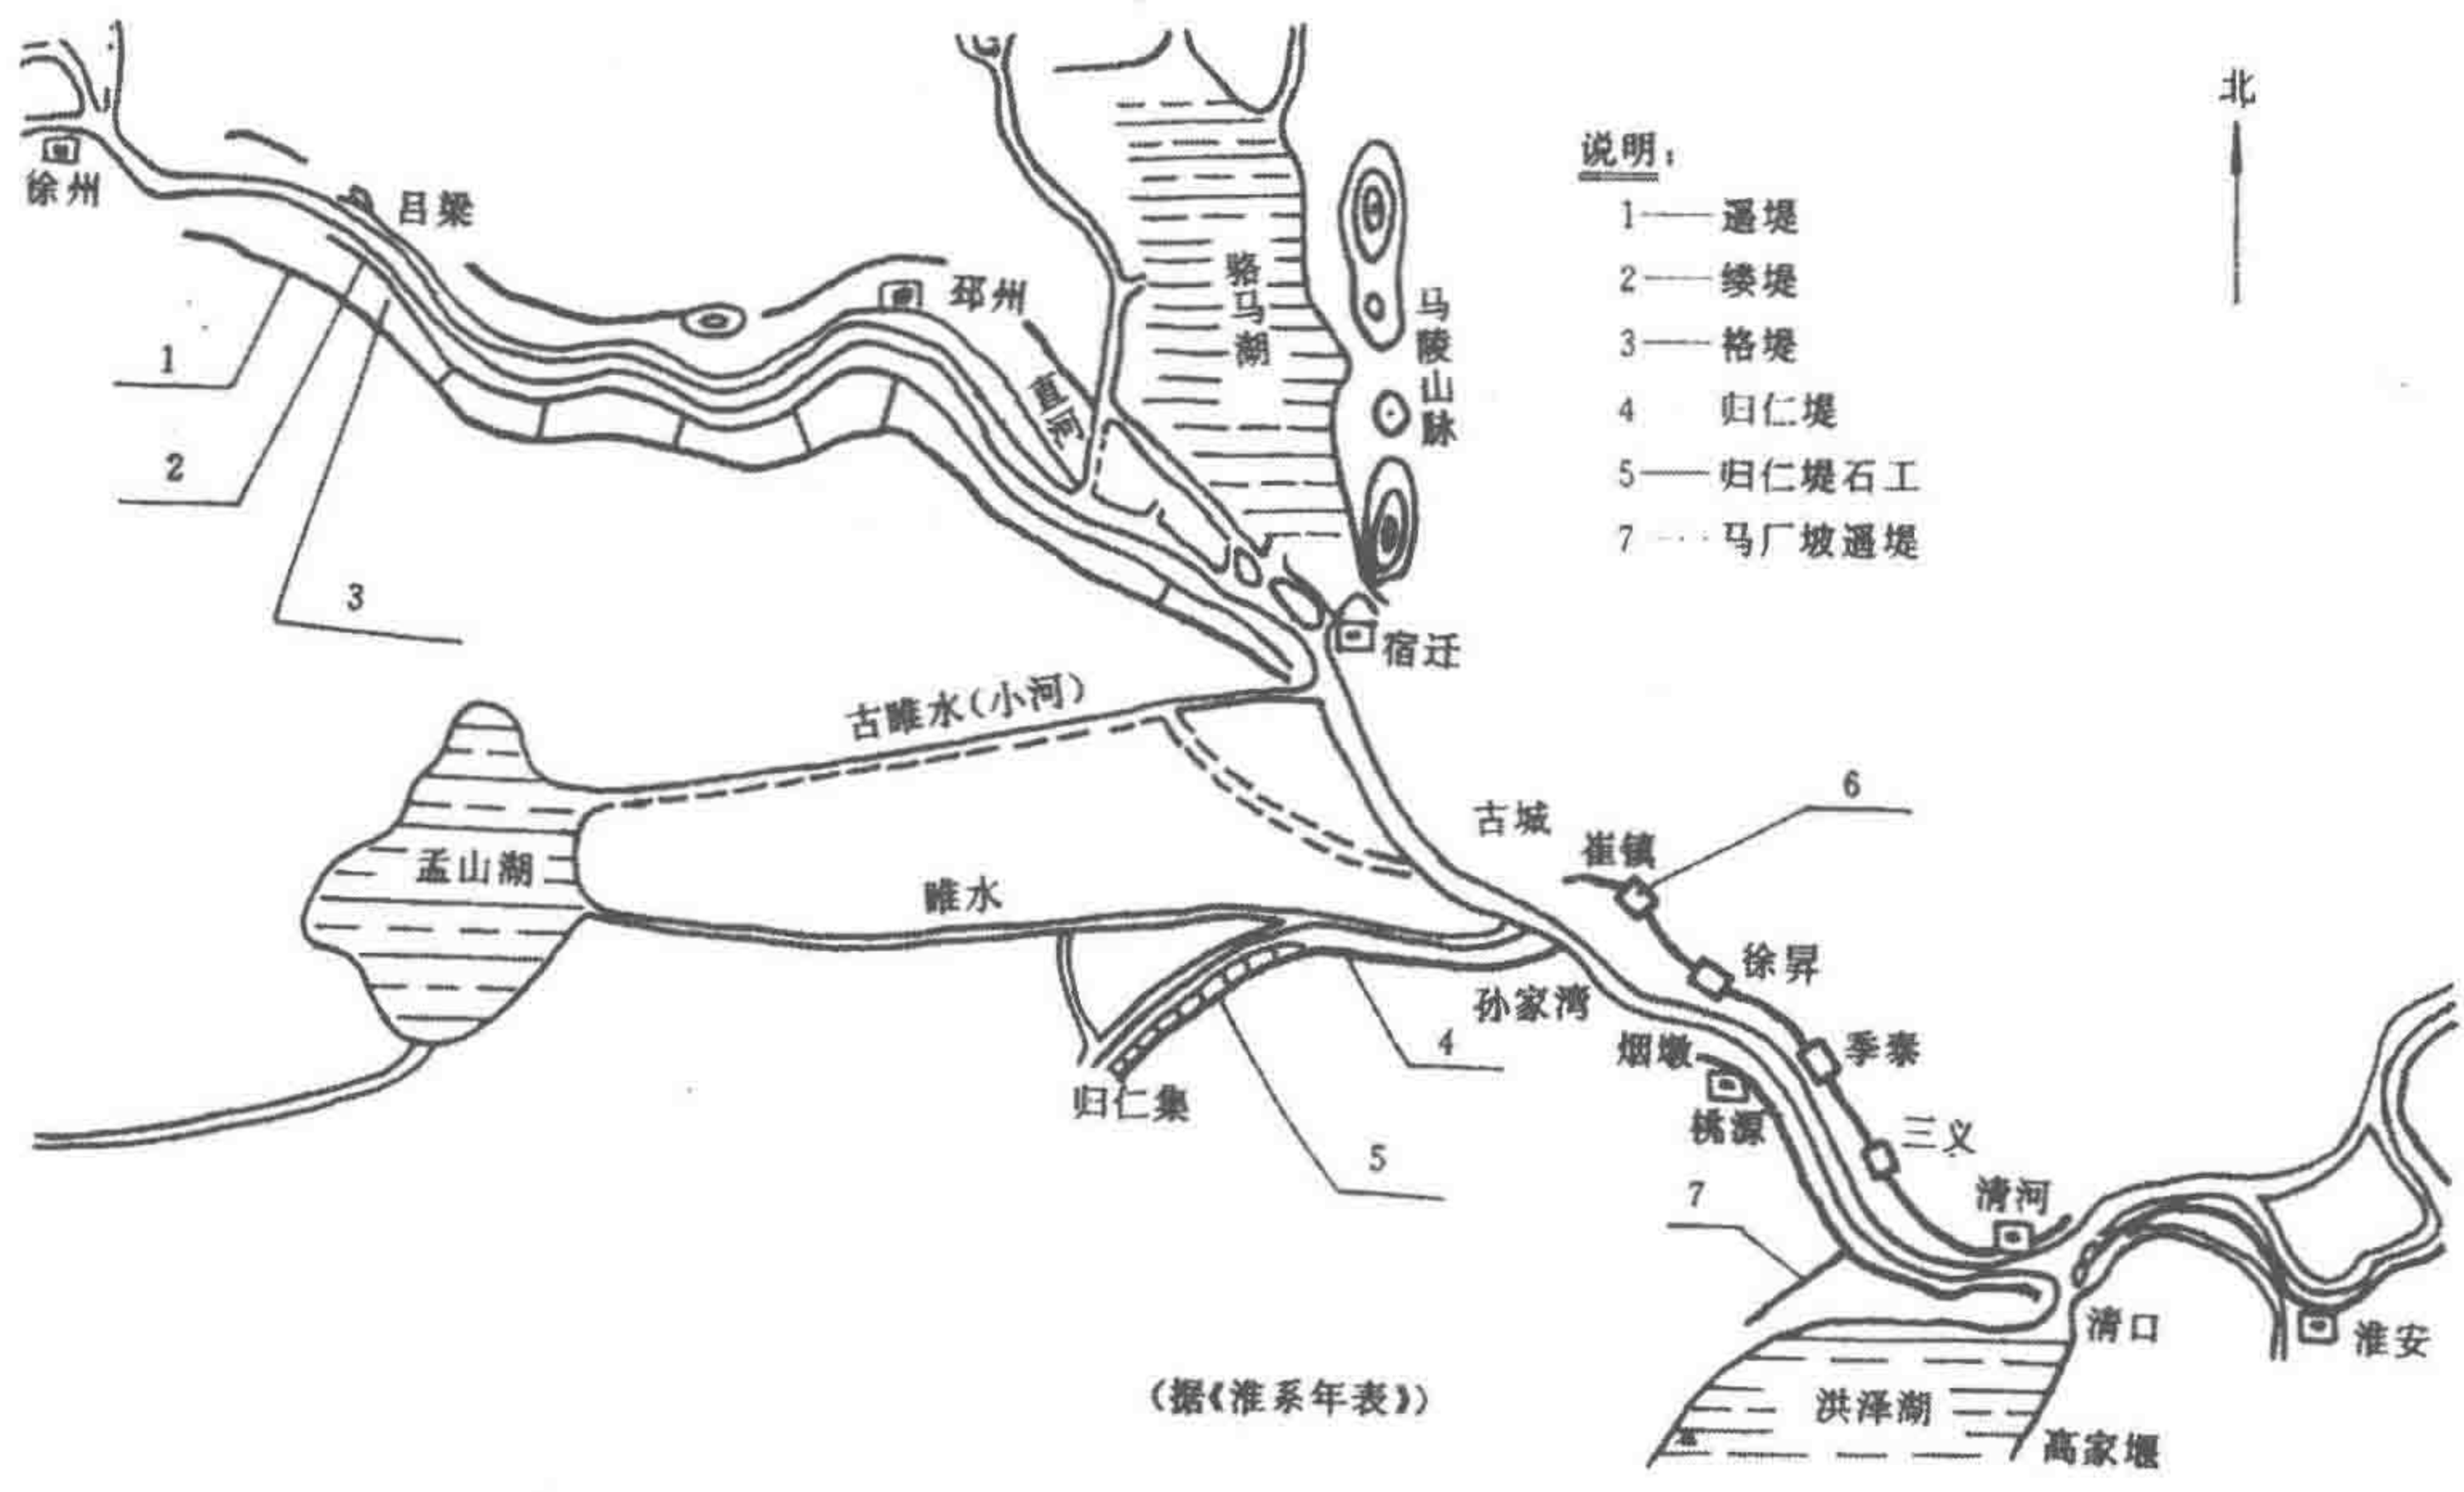 北
说明：
1——遥堤
2——缕堤
3——格堤
4 归仁堤
5——归仁堤石工
7···马厂坡遥堤
徐州
吕梁
邳州
直河
骆马湖
马陵山脉
1
2
3
宿迁
古睢水(小河)
孟山湖
睢水
古城
崔镇
6
徐昇
孙家湾
季泰
烟墩
桃源
三义
归仁集
4
5
7
清河
清口
淮安
洪泽湖
高家堰
(据《淮系年表》)